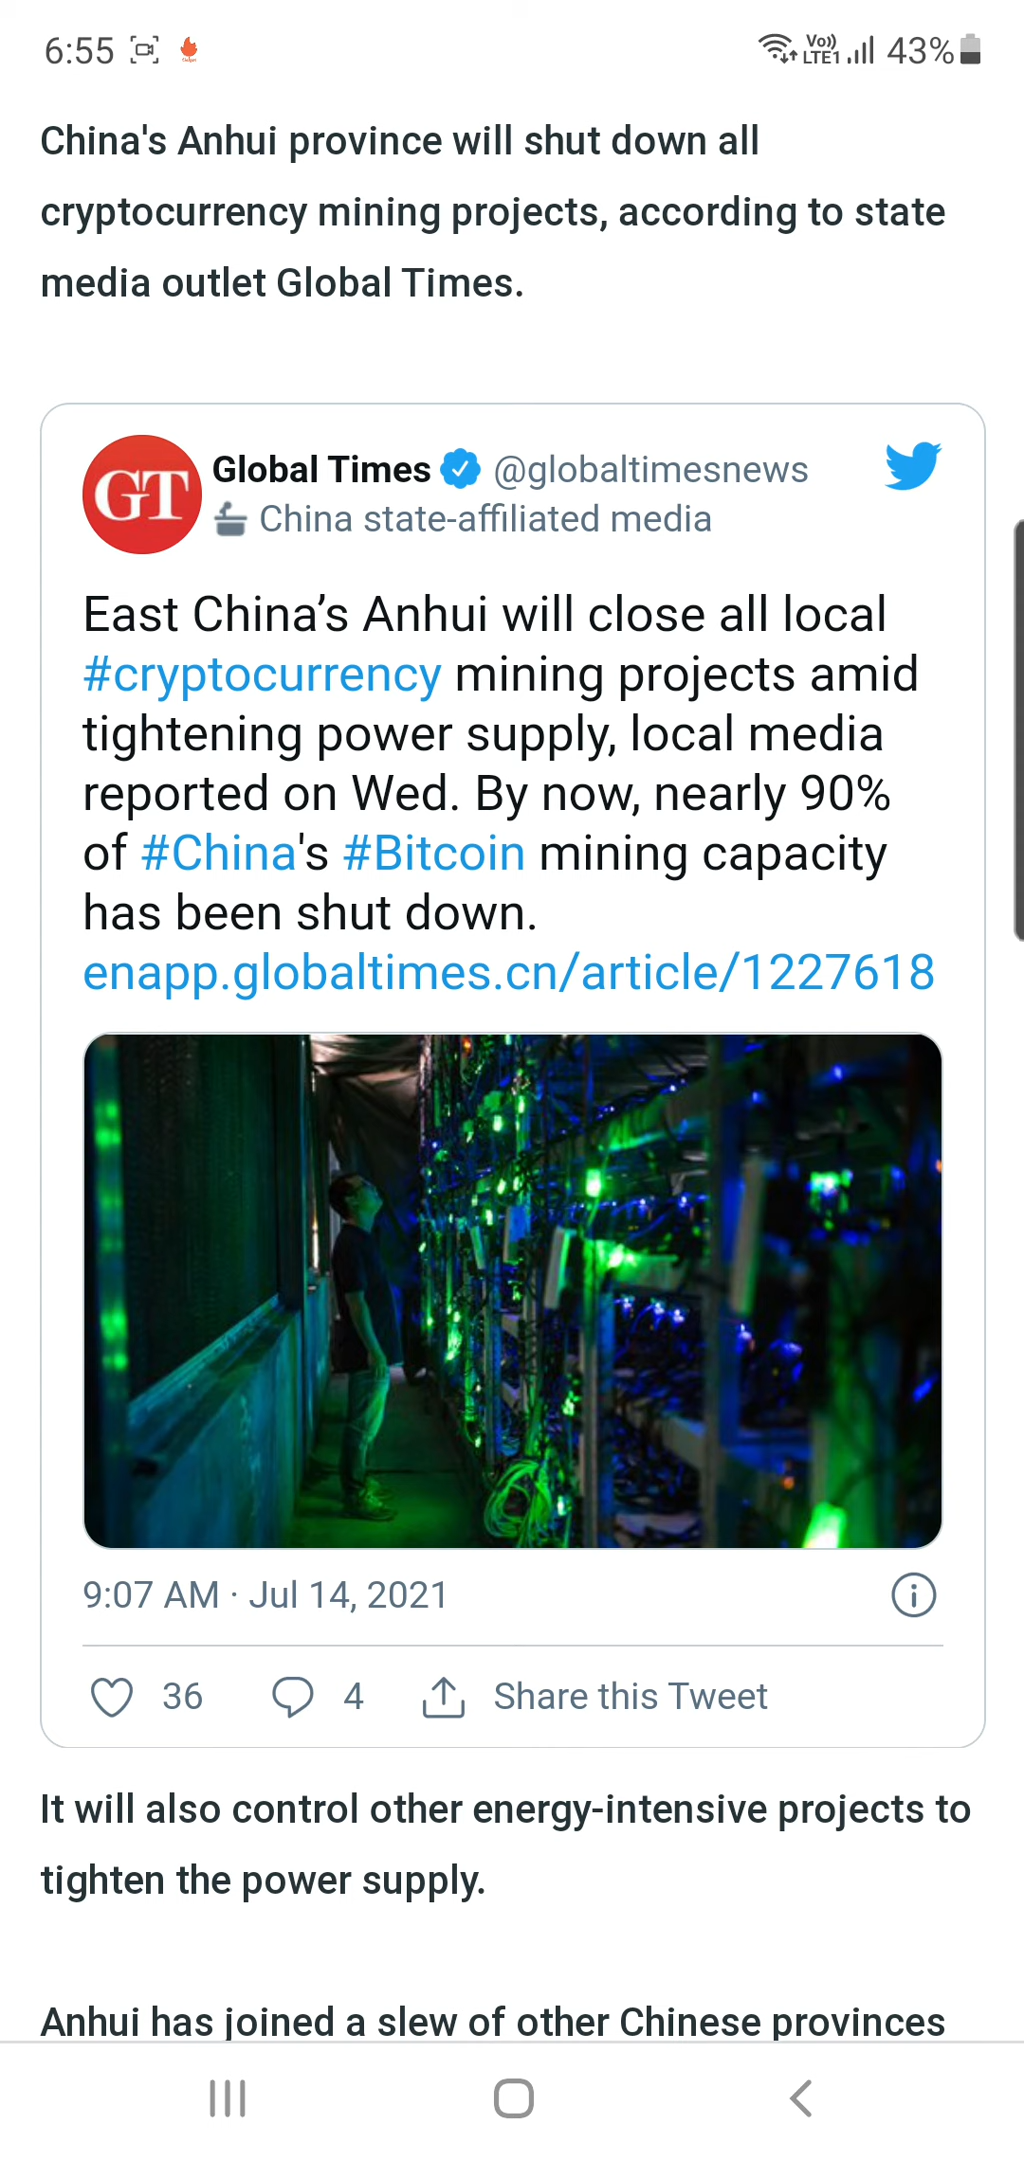 6:55
Vo)) LTE1 43%
China's Anhui province will shut down all
cryptocurrency mining projects, according to state
media outlet Global Times.
GT
Global Times @globaltimesnews
China state-affiliated media
East China’s Anhui will close all local
#cryptocurrency mining projects amid
tightening power supply, local media
reported on Wed. By now, nearly 90%
of #China's #Bitcoin mining capacity
has been shut down.
enapp.globaltimes.cn/article/1227618
9:07 AM · Jul 14, 2021
36 4 Share this Tweet
It will also control other energy-intensive projects to
tighten the power supply.
Anhui has joined a slew of other Chinese provinces